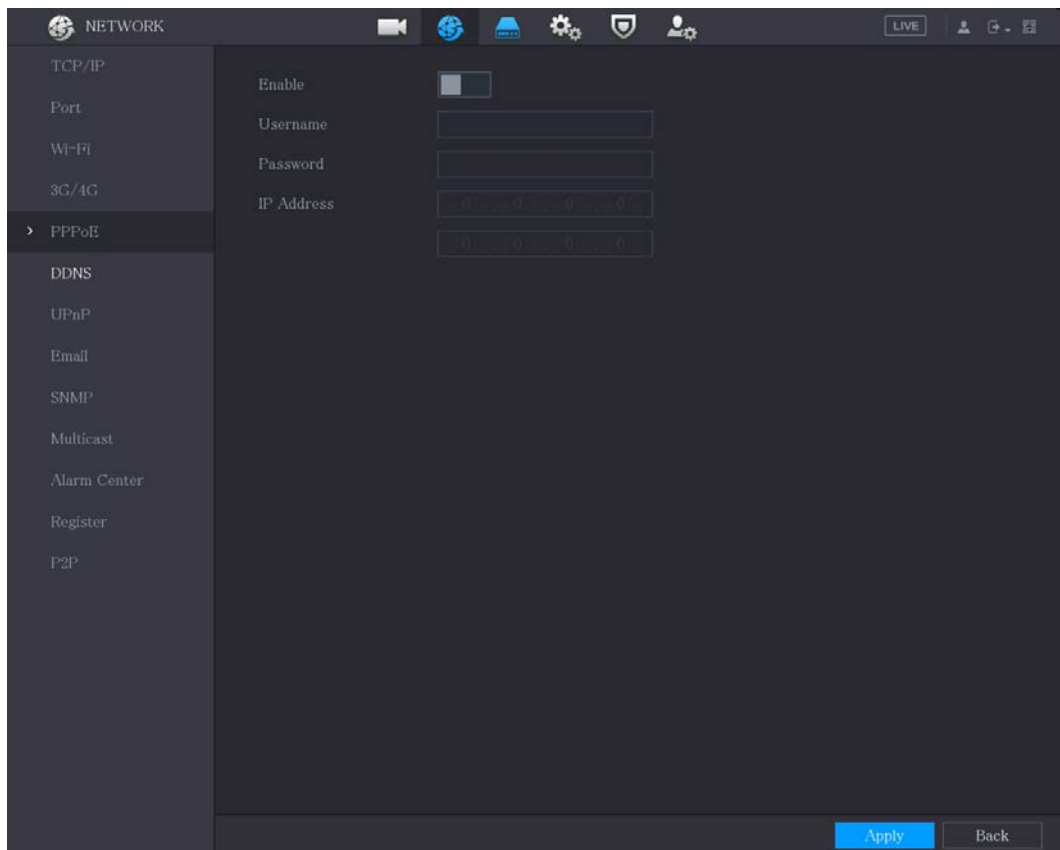 NETWORK
LIVE
TCP/IP
Port
Wi-Fi
3G/4G
PPPoE
DDNS
UPnP
Email
SNMP
Multicast
Alarm Center
Register
P2P
Enable
Username
Password
IP Address
0 . 0 . 0 . 0
0 . 0 . 0 . 0
Apply
Back